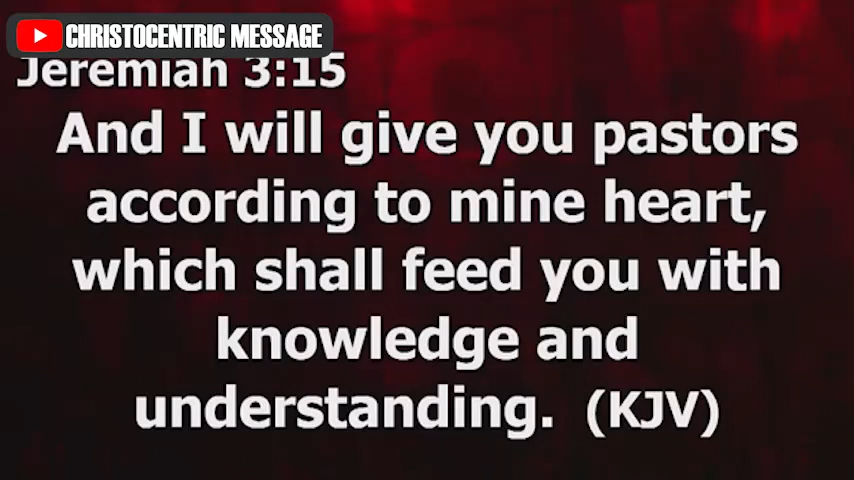 CHRISTOCENTRIC MESSAGE
Jeremiah 3:15
And I will give you pastors
according to mine heart,
which shall feed you with
knowledge and
understanding. (KJV)